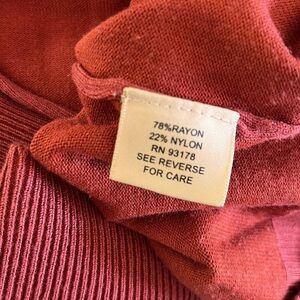 78%RAYON
22% NYLON
RN 93178
SEE REVERSE
FOR CARE